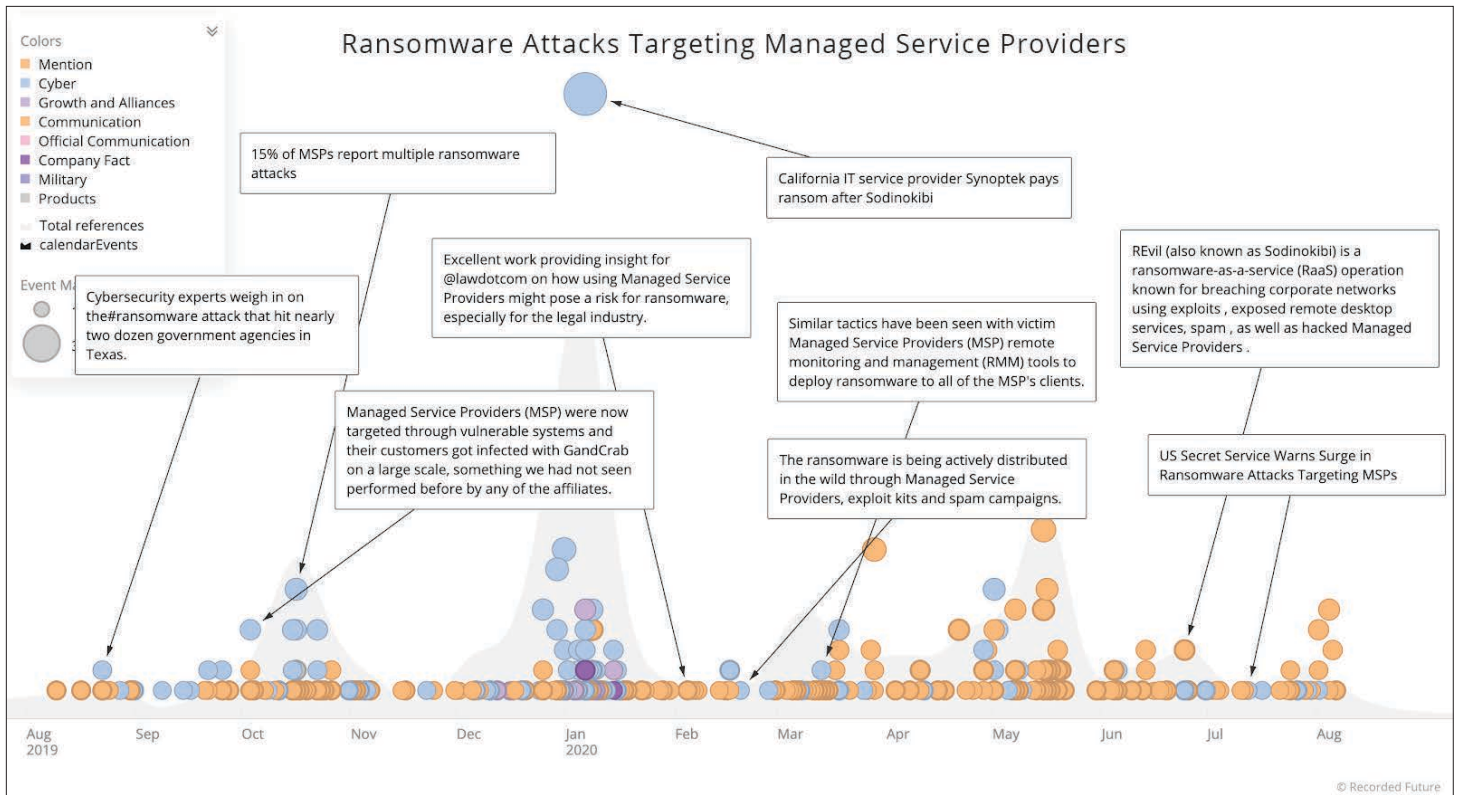 Ransomware Attacks Targeting Managed Service Providers
Colors
Mention
Cyber
Growth and Alliances
Communication
Official Communication
Company Fact
Military
Products
Total references
calendarEvents
Event Ma
15% of MSPs report multiple ransomware
attacks
California IT service provider Synoptek pays
ransom after Sodinokibi
Cybersecurity experts weigh in on
the#ransomware attack that hit nearly
two dozen government agencies in
Texas.
Excellent work providing insight for
@lawdotcom on how using Managed Service
Providers might pose a risk for ransomware,
especially for the legal industry.
REvil (also known as Sodinokibi) is a
ransomware-as-a-service (RaaS) operation
known for breaching corporate networks
using exploits , exposed remote desktop
services, spam , as well as hacked Managed
Service Providers .
Similar tactics have been seen with victim
Managed Service Providers (MSP) remote
monitoring and management (RMM) tools to
deploy ransomware to all of the MSP's clients.
Managed Service Providers (MSP) were now
targeted through vulnerable systems and
their customers got infected with GandCrab
on a large scale, something we had not seen
performed before by any of the affiliates.
The ransomware is being actively distributed
in the wild through Managed Service
Providers, exploit kits and spam campaigns.
US Secret Service Warns Surge in
Ransomware Attacks Targeting MSPs
Aug Sep Oct Nov Dec Jan Feb Mar Apr May Jun Jul Aug
2019 2020
© Recorded Future